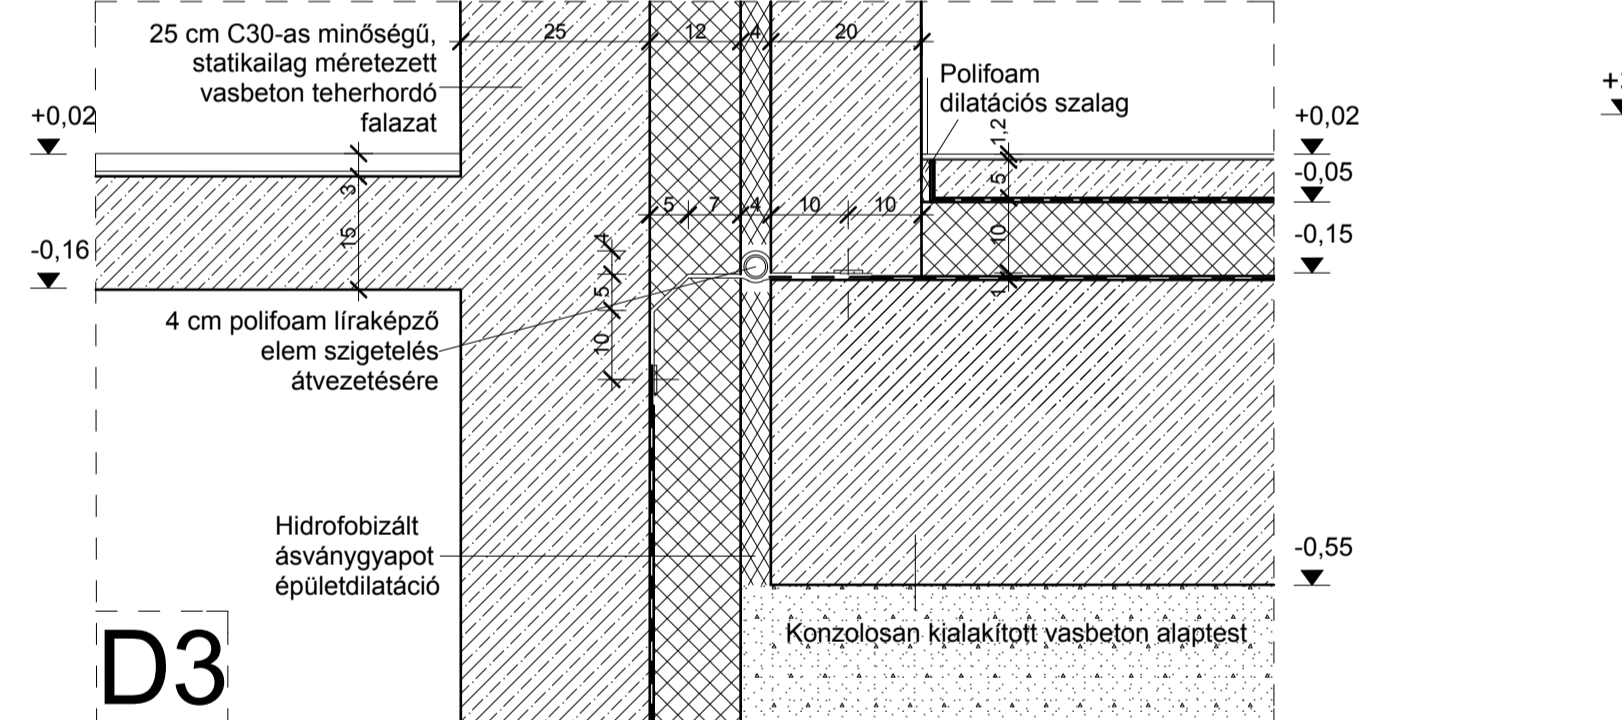 25 cm C30-as minőségű,
statikailag méretezett
vasbeton teherhordó
falazat
25
12
4
20
Polifoam
dilatációs szalag
+0,02
+0,02
-0,05
-0,15
-0,16
-0,55
1,2
5
10
1
3
15
5
7
4
10
10
4
5
10
4 cm polifoam líraképző
elem szigetelés
átvezetésére
Hidrofobizált
ásványgyapot
épületdilatáció
Konzolosan kialakított vasbeton alaptest
D3